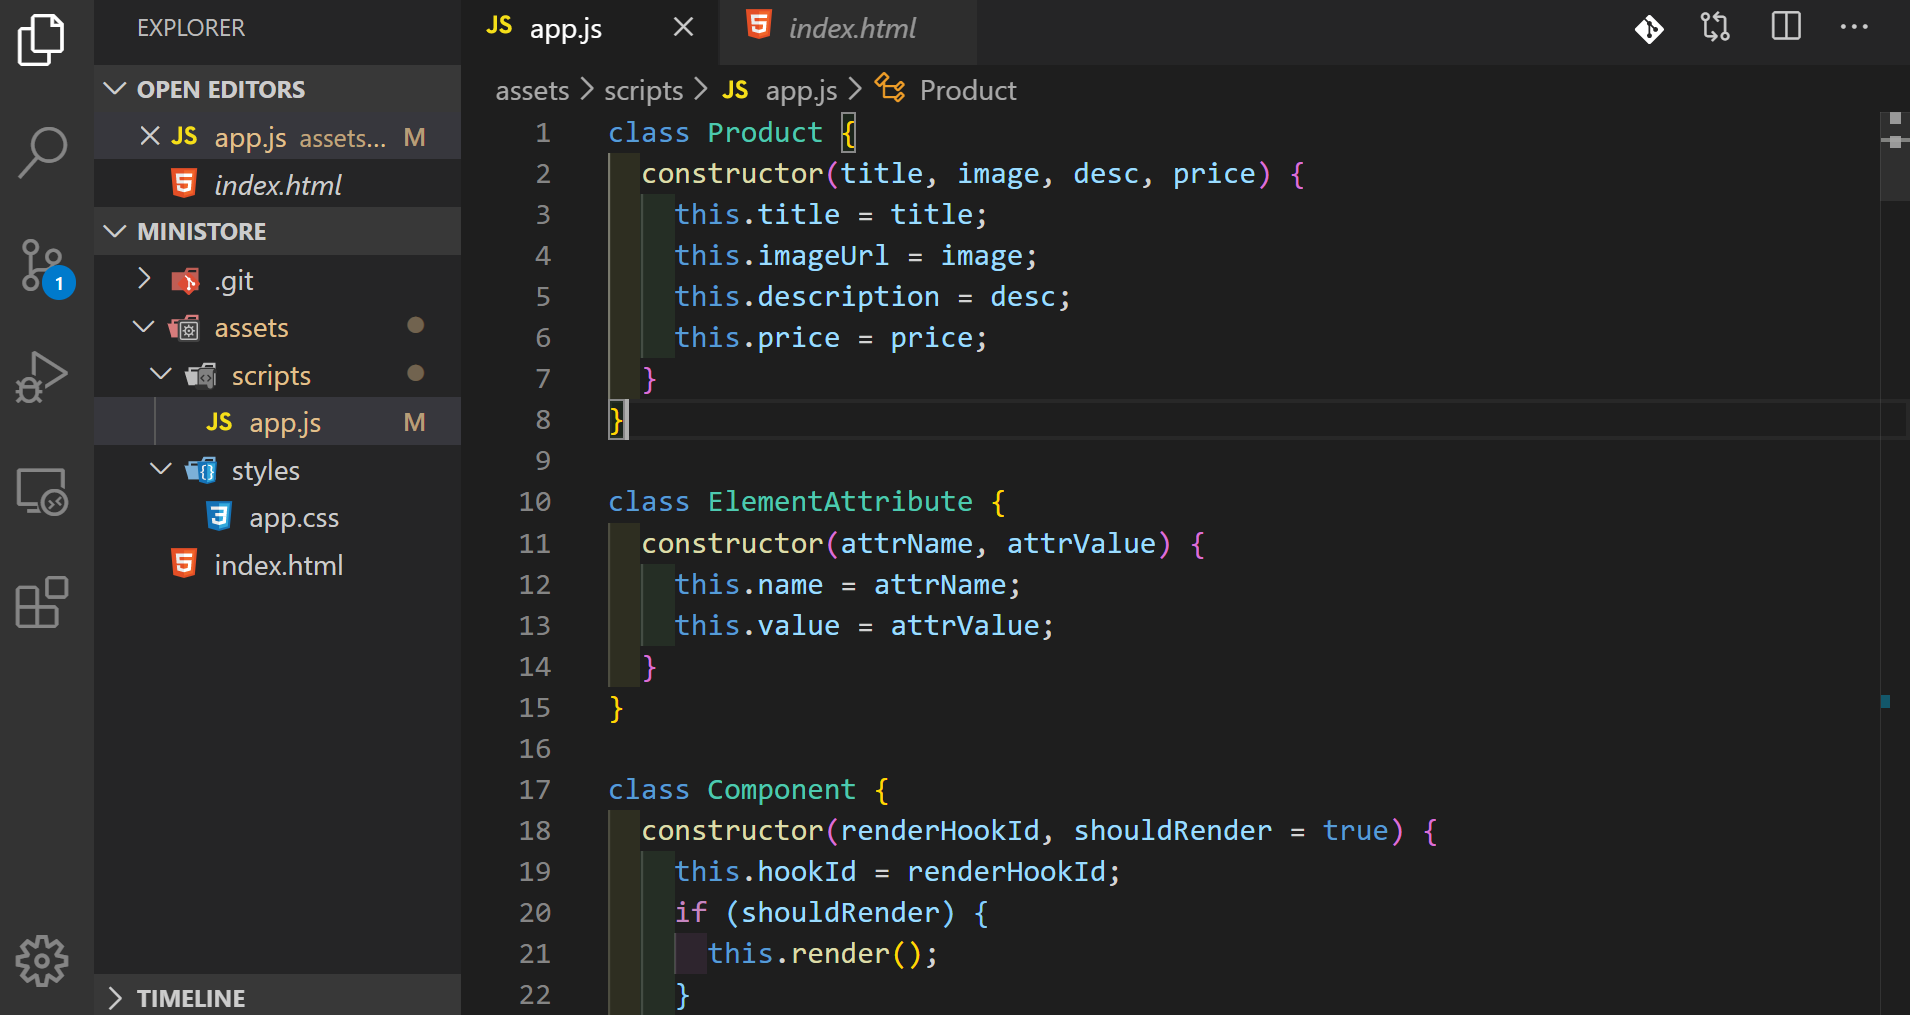 EXPLORER
OPEN EDITORS
JS app.js assets... M
index.html
MINISTORE
.git
assets
scripts
JS app.js M
styles
app.css
index.html
TIMELINE
1
JS app.js
index.html
assets > scripts > JS app.js > Product
1 class Product {
2   constructor(title, image, desc, price) {
3     this.title = title;
4     this.imageUrl = image;
5     this.description = desc;
6     this.price = price;
7   }
8 }
9
10 class ElementAttribute {
11   constructor(attrName, attrValue) {
12     this.name = attrName;
13     this.value = attrValue;
14   }
15 }
16
17 class Component {
18   constructor(renderHookId, shouldRender = true) {
19     this.hookId = renderHookId;
20     if (shouldRender) {
21       this.render();
22     }